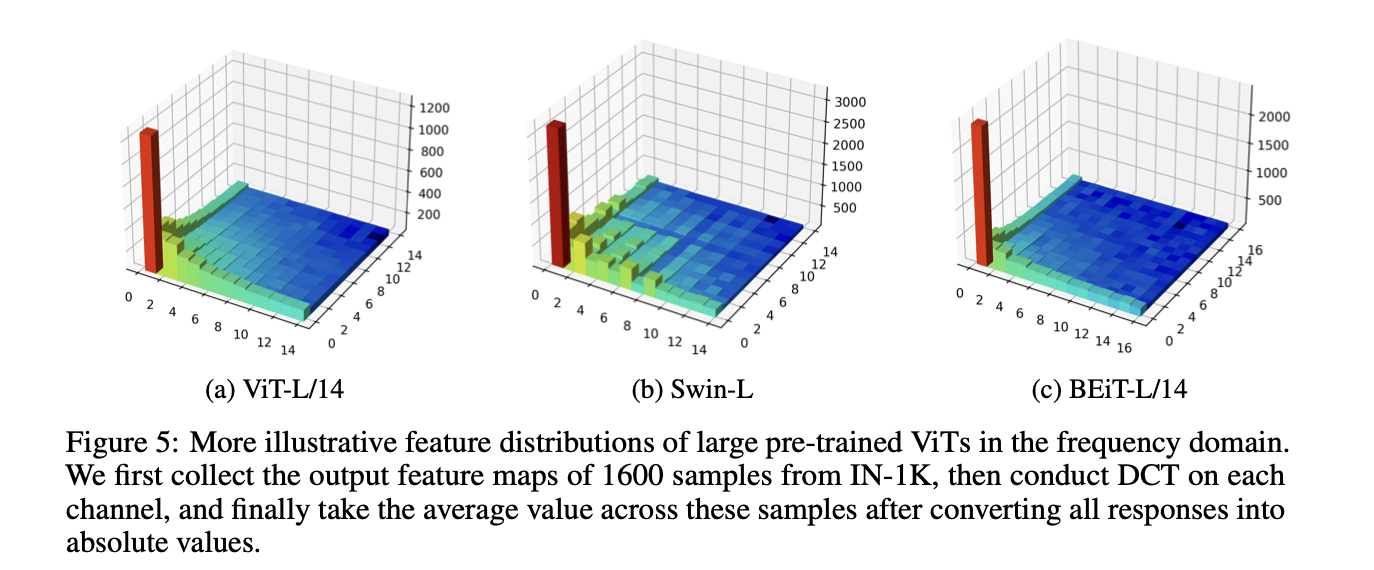 1200
1000
800
600
400
200
0 2 4 6 8 10 12 14
0 2 4 6 8 10 12 14
3000
2500
2000
1500
1000
500
0 2 4 6 8 10 12 14
0 2 4 6 8 10 12 14
2000
1500
1000
500
0 2 4 6 8 10 12 14 16
0 2 4 6 8 10 12 14 16
(a) ViT-L/14
(b) Swin-L
(c) BEiT-L/14
Figure 5: More illustrative feature distributions of large pre-trained ViTs in the frequency domain.
We first collect the output feature maps of 1600 samples from IN-1K, then conduct DCT on each
channel, and finally take the average value across these samples after converting all responses into
absolute values.